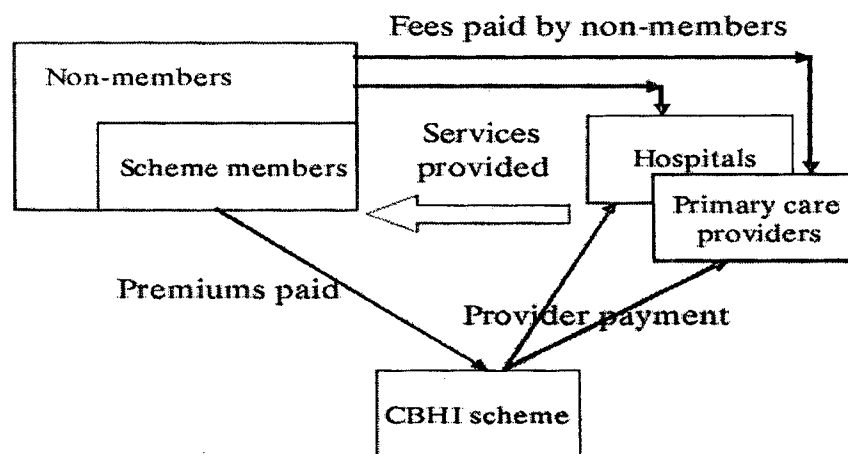 Fees paid by non-members
Non-members
Services
provided
Hospitals
Scheme members
Primary care
providers
Premiums paid
Provider payment
CBHI scheme